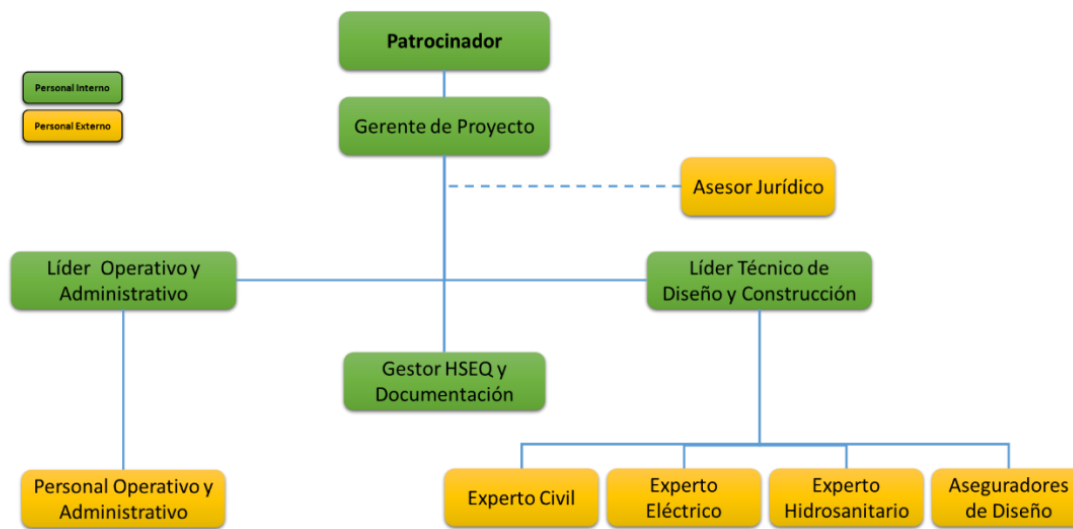 Patrocinador
Personal Interno
Personal Externo
Gerente de Proyecto
Asesor Jurídico
Líder Operativo y
Administrativo
Líder Técnico de
Diseño y Construcción
Gestor HSEQ y
Documentación
Personal Operativo y
Administrativo
Experto Civil
Experto
Eléctrico
Experto
Hidrosanitario
Aseguradores
de Diseño